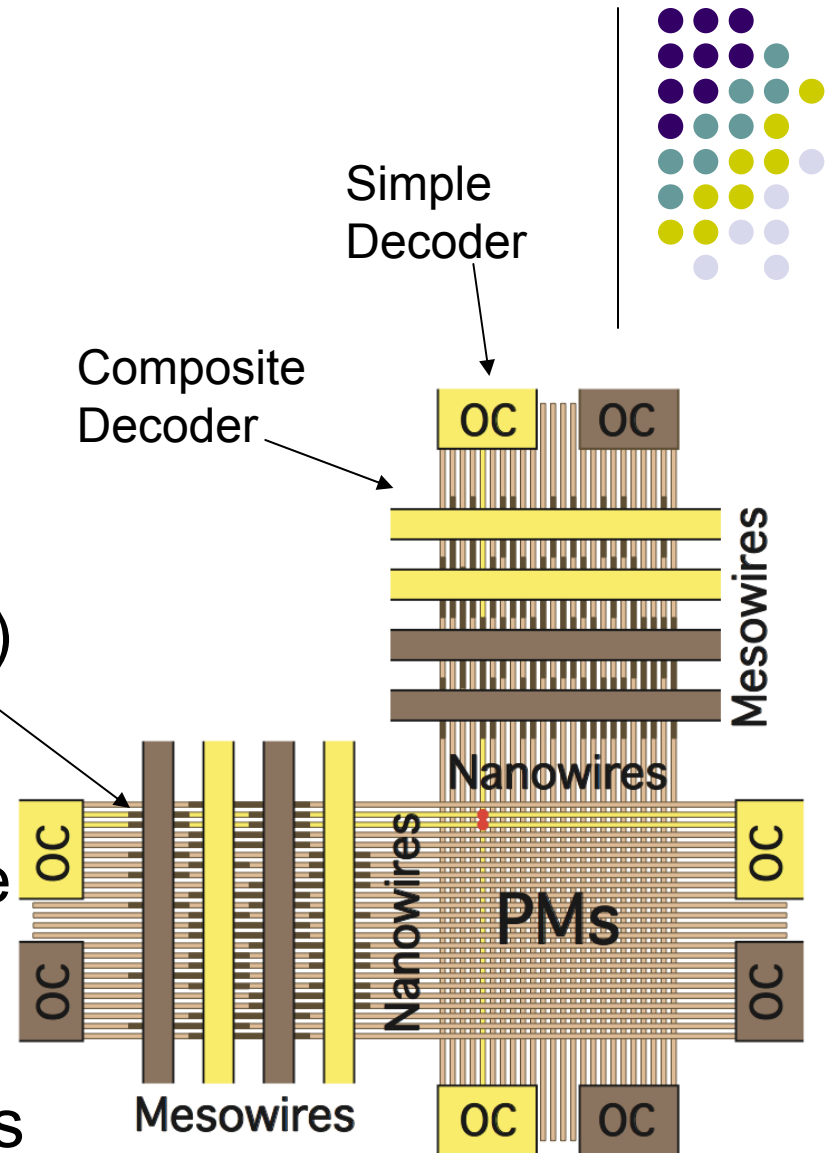 Simple
Decoder
Composite
Decoder
OC OC
Mesowires
)
Nanowires
OC
Nanowires
OC
e
PMs
OC
OC
Mesowires
s
OC OC